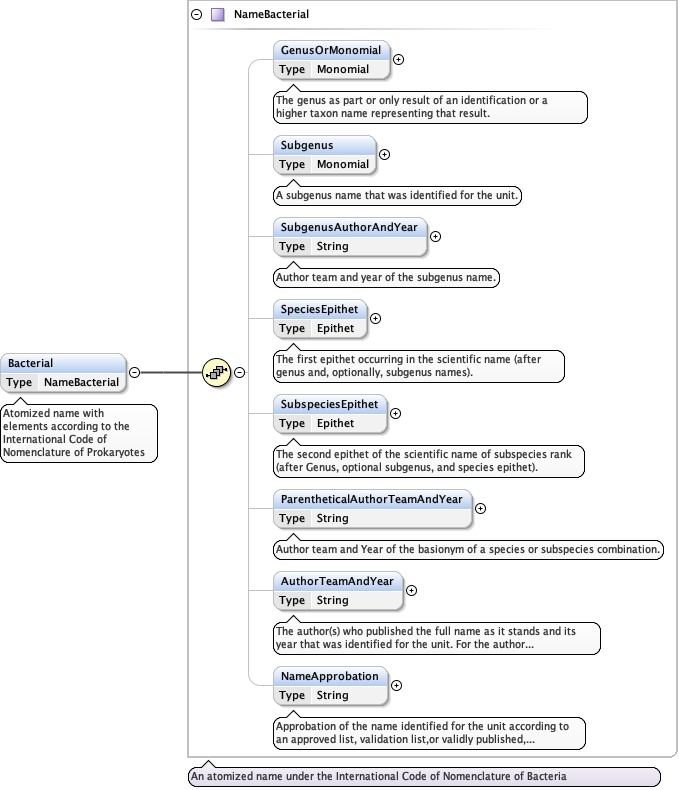 NameBacterial
GenusOrMonomial
Type Monomial
The genus as part or only result of an identification or a
higher taxon name representing that result.
Subgenus
Type Monomial
A subgenus name that was identified for the unit.
SubgenusAuthorAndYear
Type String
Author team and year of the subgenus name.
SpeciesEpithet
Type Epithet
The first epithet occurring in the scientific name (after
genus and, optionally, subgenus names).
Bacterial
Type NameBacterial
Atomized name with
elements according to the
International Code of
Nomenclature of Prokaryotes
SubspeciesEpithet
Type Epithet
The second epithet of the scientific name of subspecies rank
(after Genus, optional subgenus, and species epithet).
ParentheticalAuthorTeamAndYear
Type String
Author team and Year of the basionym of a species or subspecies combination.
AuthorTeamAndYear
Type String
The author(s) who published the full name as it stands and its
year that was identified for the unit. For the author...
NameApprobation
Type String
Approbation of the name identified for the unit according to
an approved list, validation list,or validly published,...
An atomized name under the International Code of Nomenclature of Bacteria